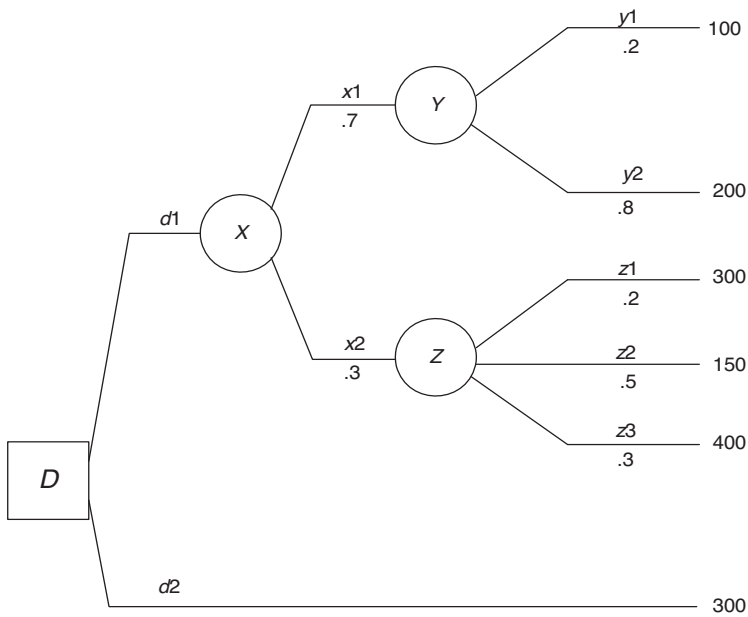 y1 100
.2
x1 Y
.7
y2 200
.8
d1 X
z1 300
.2
x2 Z z2 150
.3 .5
z3 400
.3
D
d2 300